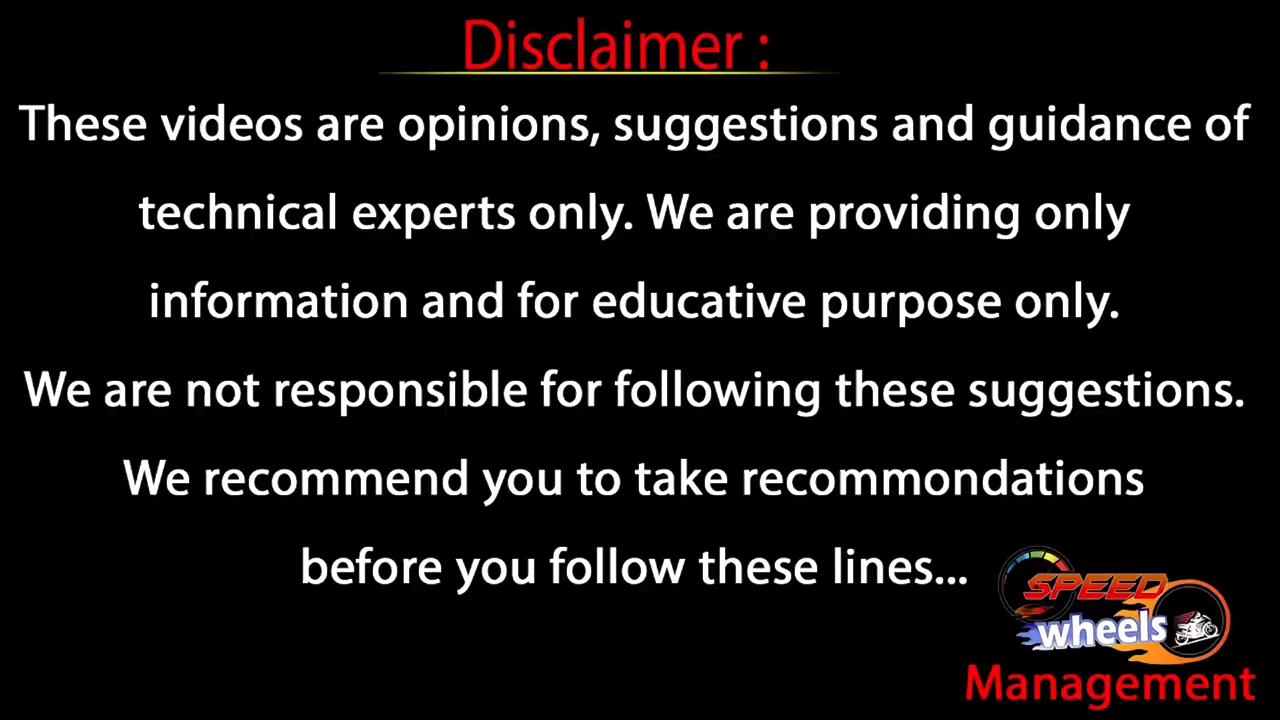 Disclaimer :
These videos are opinions, suggestions and guidance of
technical experts only. We are providing only
information and for educative purpose only.
We are not responsible for following these suggestions.
We recommend you to take recommondations
before you follow these lines...
SPEED
wheels
Management